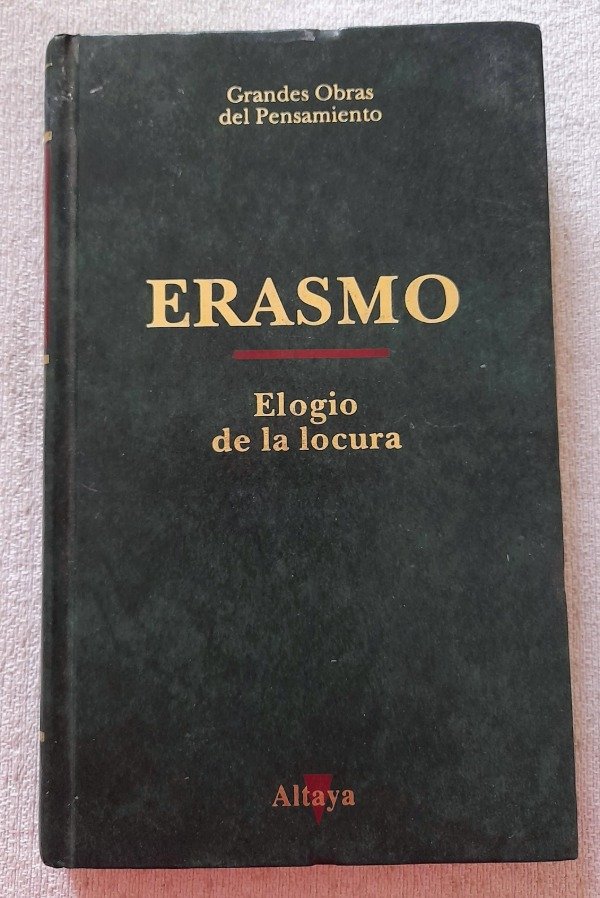 Grandes Obras
del Pensamiento
ERASMO
Elogio
de la locura
Altaya